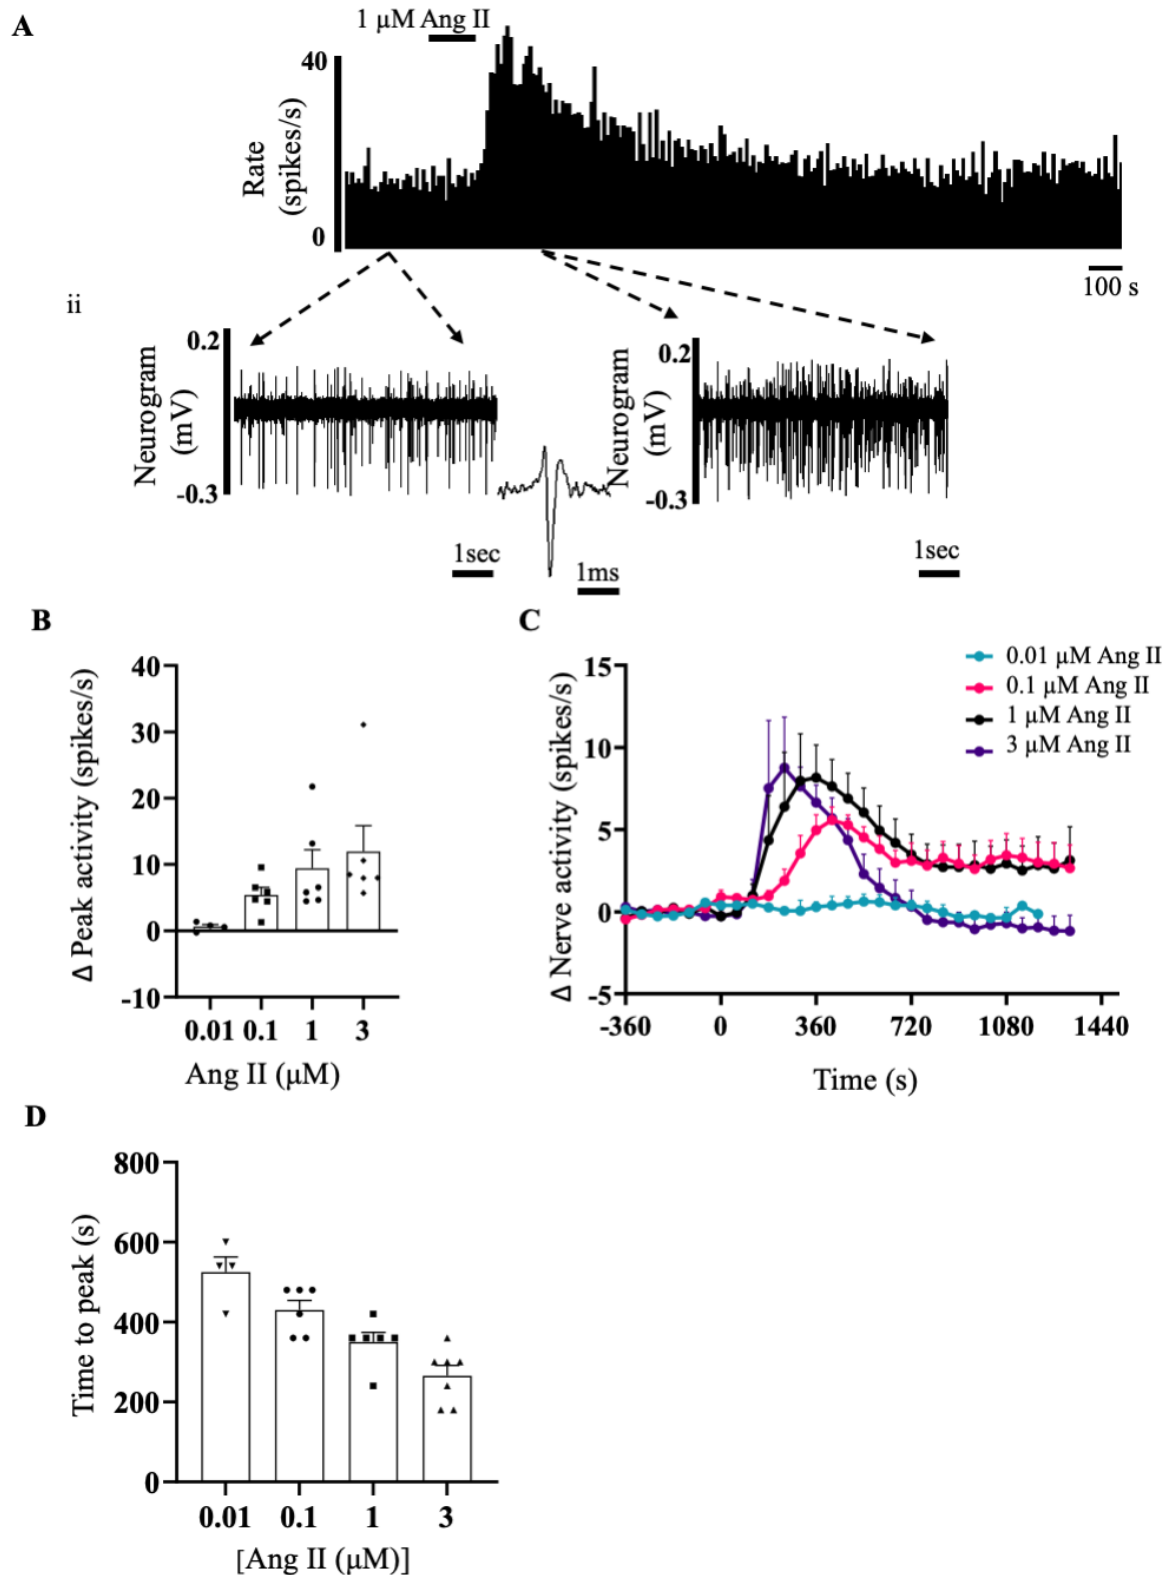 A
1 μM Ang II
40
Rate
(spikes/s)
0
100 s
ii
0.2
Neurogram
(mV)
-0.3
1sec
1ms
0.2
Neurogram
(mV)
-0.3
1sec
B
Δ Peak activity (spikes/s)
40
30
20
10
0
-10
0.01 0.1 1 3
Ang II (μM)
C
Δ Nerve activity (spikes/s)
15
10
5
0
-5
-360 0 360 720 1080 1440
Time (s)
0.01 μM Ang II
0.1 μM Ang II
1 μM Ang II
3 μM Ang II
D
Time to peak (s)
800
600
400
200
0
0.01 0.1 1 3
[Ang II (μM)]